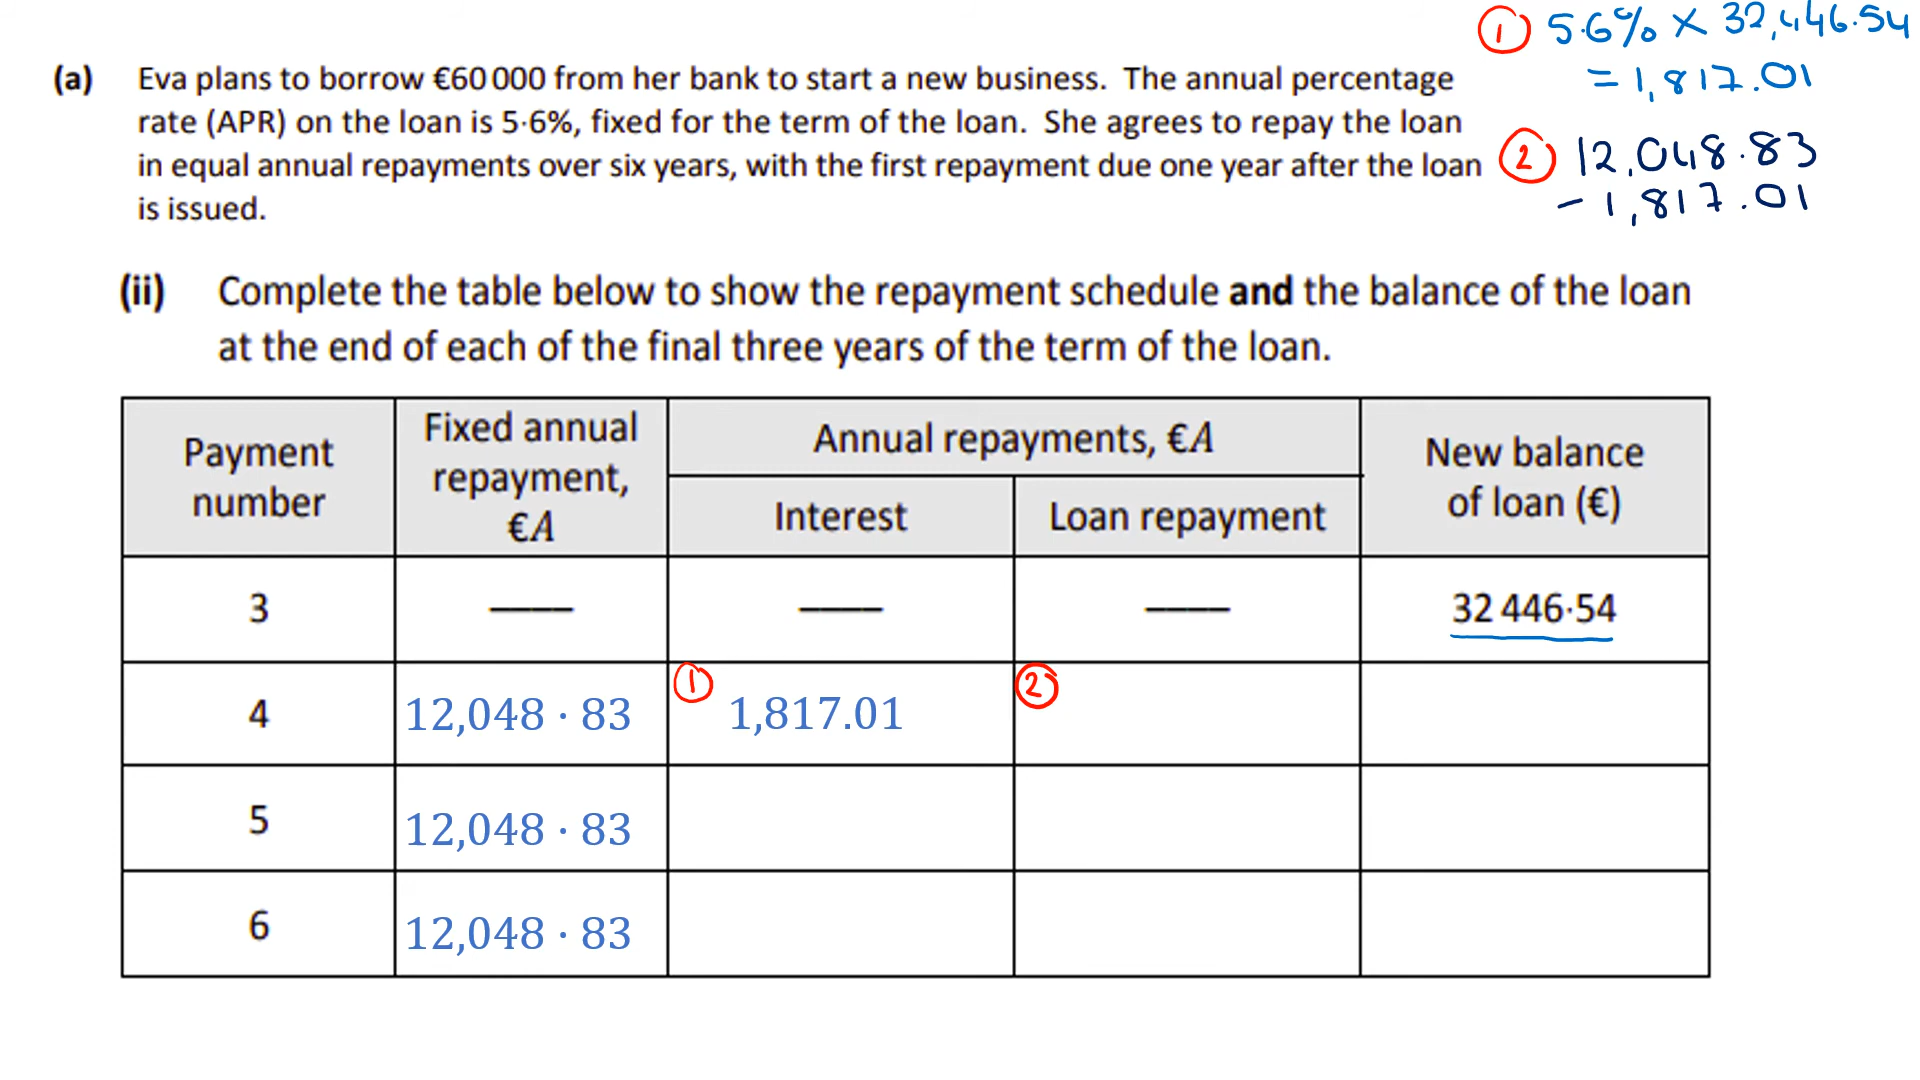 ① 5.6% × 32,446.54
= 1,817.01
(a) Eva plans to borrow €60 000 from her bank to start a new business. The annual percentage
rate (APR) on the loan is 5·6%, fixed for the term of the loan. She agrees to repay the loan
in equal annual repayments over six years, with the first repayment due one year after the loan
is issued.
② 12,048.83
− 1,817.01
(ii) Complete the table below to show the repayment schedule and the balance of the loan
at the end of each of the final three years of the term of the loan.
Payment
number
Fixed annual
repayment,
€A
Annual repayments, €A
Interest
Loan repayment
New balance
of loan (€)
3 —— —— —— 32 446·54
4 12,048 · 83 ① 1,817.01 ②
5 12,048 · 83
6 12,048 · 83